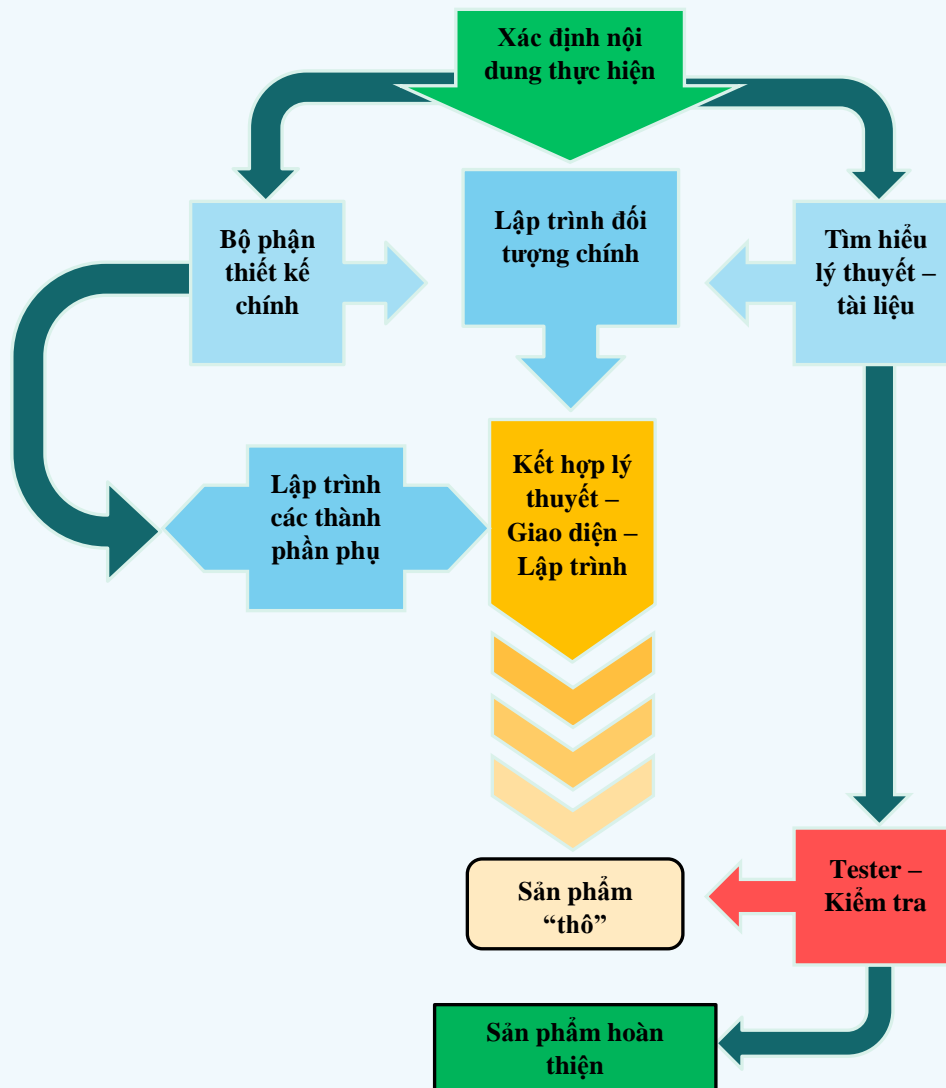 Xác định nội
dung thực hiện
Bộ phận
thiết kế
chính
Lập trình đối
tượng chính
Tìm hiểu
lý thuyết –
tài liệu
Lập trình
các thành
phần phụ
Kết hợp lý
thuyết –
Giao diện –
Lập trình
Sản phẩm
“thô”
Tester –
Kiểm tra
Sản phẩm hoàn
thiện